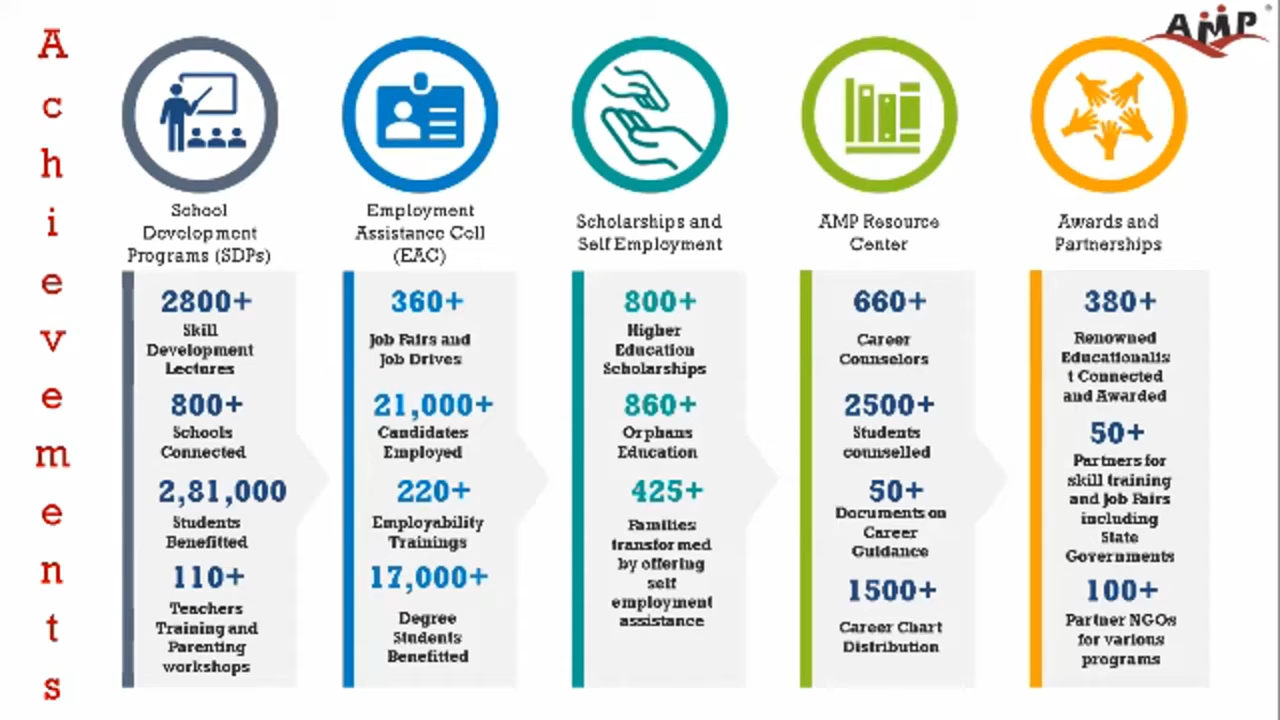 Achievements
AMP
School
Development
Programs (SDPs)
2800+
Skill
Development
Lectures
800+
Schools
Connected
2,81,000
Students
Benefitted
110+
Teachers
Training and
Parenting
workshops
Employment
Assistance Cell
(EAC)
360+
Job Fairs and
Job Drives
21,000+
Candidates
Employed
220+
Employability
Trainings
17,000+
Degree
Students
Benefitted
Scholarships and
Self Employment
800+
Higher
Education
Scholarships
860+
Orphans
Education
425+
Families
transformed
by offering
self
employment
assistance
AMP Resource
Center
660+
Career
Counselors
2500+
Students
counselled
50+
Documents on
Career
Guidance
1500+
Career Chart
Distribution
Awards and
Partnerships
380+
Renowned
Educationalis
t Connected
and Awarded
50+
Partners for
skill training
and Job Fairs
including
State
Governments
100+
Partner NGOs
for various
programs